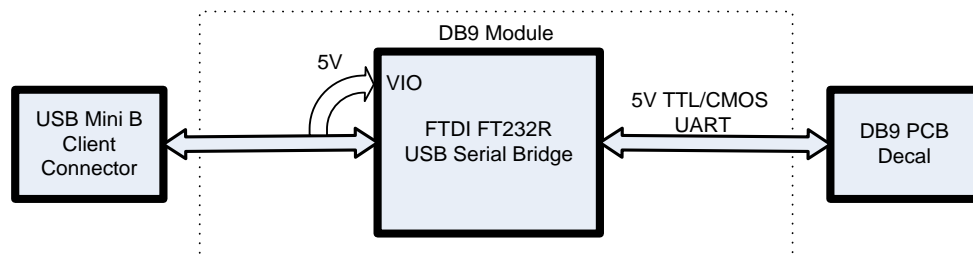 DB9 Module
5V
VIO
USB Mini B
Client
Connector
FTDI FT232R
USB Serial Bridge
5V TTL/CMOS
UART
DB9 PCB
Decal